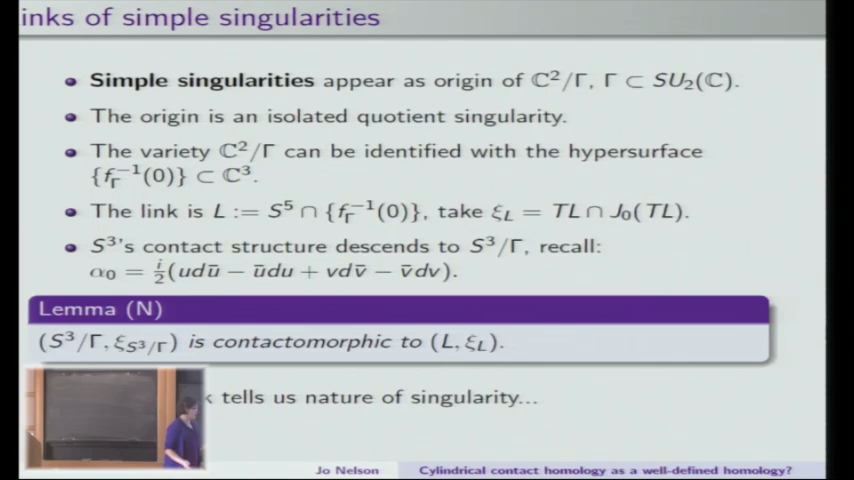 inks of simple singularities
Simple singularities appear as origin of ℂ²/Γ, Γ ⊂ SU₂(ℂ).
The origin is an isolated quotient singularity.
The variety ℂ²/Γ can be identified with the hypersurface
{f_Γ⁻¹(0)} ⊂ ℂ³.
The link is L := S⁵ ∩ {f_Γ⁻¹(0)}, take ξ_L = TL ∩ J₀(TL).
S³'s contact structure descends to S³/Γ, recall:
α₀ = i/2(udū − ūdu + vdv̄ − v̄dv).
Lemma (N)
(S³/Γ, ξ_{S³/Γ}) is contactomorphic to (L, ξ_L).
k tells us nature of singularity...
Jo Nelson Cylindrical contact homology as a well-defined homology?